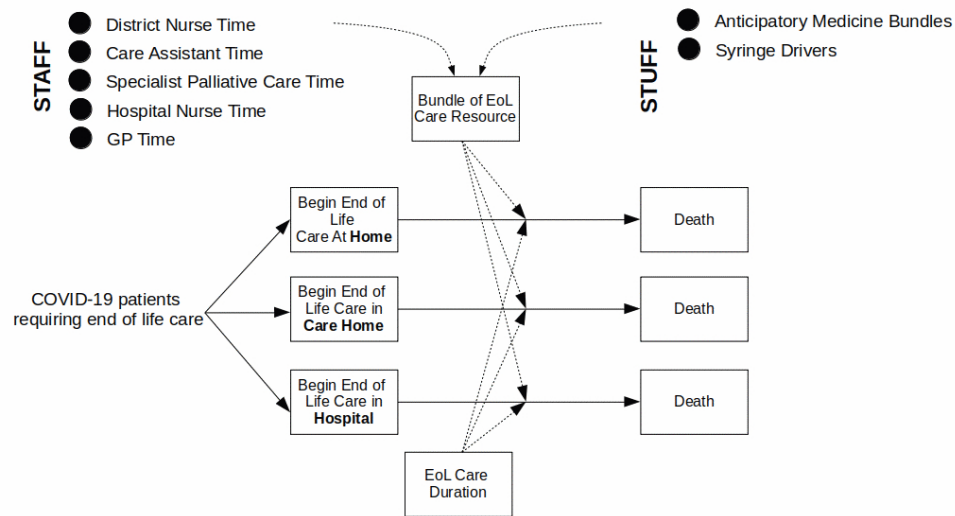 STAFF
District Nurse Time
Care Assistant Time
Specialist Palliative Care Time
Hospital Nurse Time
GP Time
STUFF
Anticipatory Medicine Bundles
Syringe Drivers
Bundle of EoL
Care Resource
COVID-19 patients
requiring end of life care
Begin End of
Life
Care At Home
Death
Begin End of
Life Care in
Care Home
Death
Begin End of
Life Care in
Hospital
Death
EoL Care
Duration